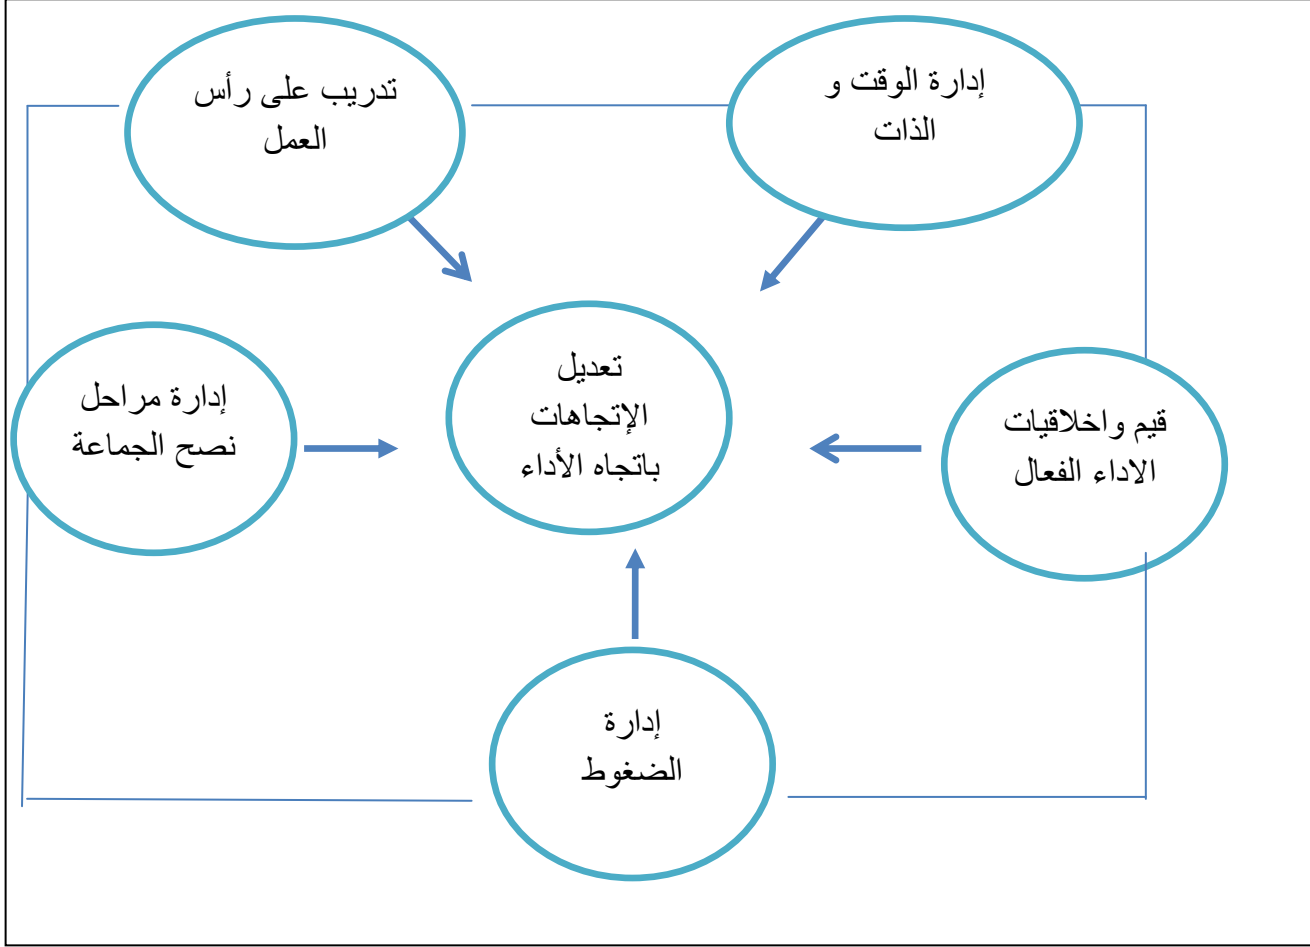 إدارة الوقت و
الذات
تدريب على رأس
العمل
قيم واخلاقيات
الاداء الفعال
تعديل
الإتجاهات
باتجاه الأداء
إدارة مراحل
نصح الجماعة
إدارة
الضغوط